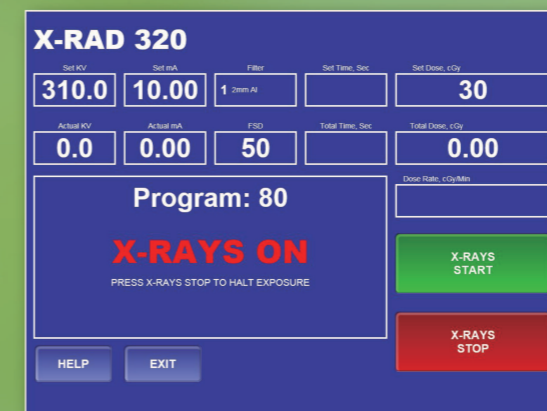 X-RAD 320
Set KV Set mA Filter Set Time, Sec Set Dose, cGy
310.0 10.00 1 2mm Al 30
Actual KV Actual mA FSD Total Time, Sec Total Dose, cGy
0.0 0.00 50 0.00
Dose Rate, cGy/Min
Program: 80
X-RAYS ON
PRESS X-RAYS STOP TO HALT EXPOSURE
X-RAYS
START
X-RAYS
STOP
HELP EXIT